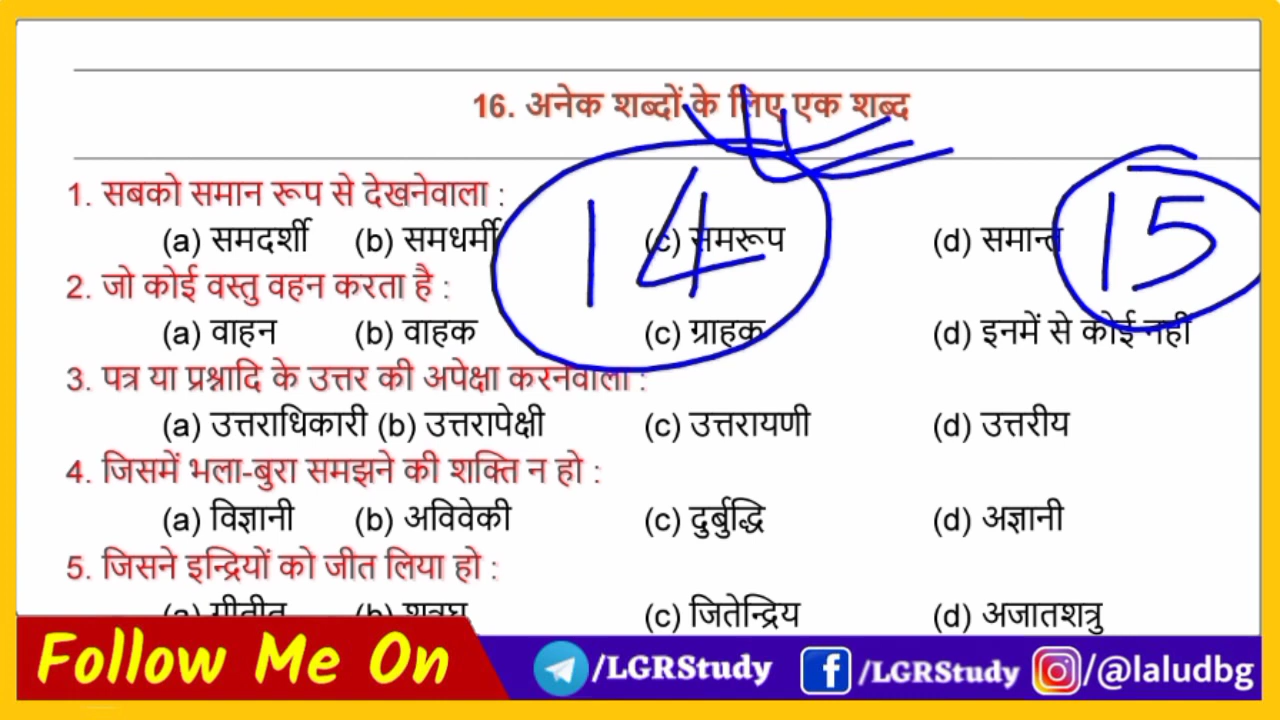 16. अनेक शब्दों के लिए एक शब्द
1. सबको समान रूप से देखनेवाला :
(a) समदर्शी (b) समधर्मी (c) समरूप (d) समान्त
14 15
2. जो कोई वस्तु वहन करता है :
(a) वाहन (b) वाहक (c) ग्राहक (d) इनमें से कोई नहीं
3. पत्र या प्रश्नादि के उत्तर की अपेक्षा करनेवाला :
(a) उत्तराधिकारी (b) उत्तरापेक्षी (c) उत्तरायणी (d) उत्तरीय
4. जिसमें भला-बुरा समझने की शक्ति न हो :
(a) विज्ञानी (b) अविवेकी (c) दुर्बुद्धि (d) अज्ञानी
5. जिसने इन्द्रियों को जीत लिया हो :
(a) (b) (c) जितेन्द्रिय (d) अजातशत्रु
Follow Me On /LGRStudy /LGRStudy /@laludbg